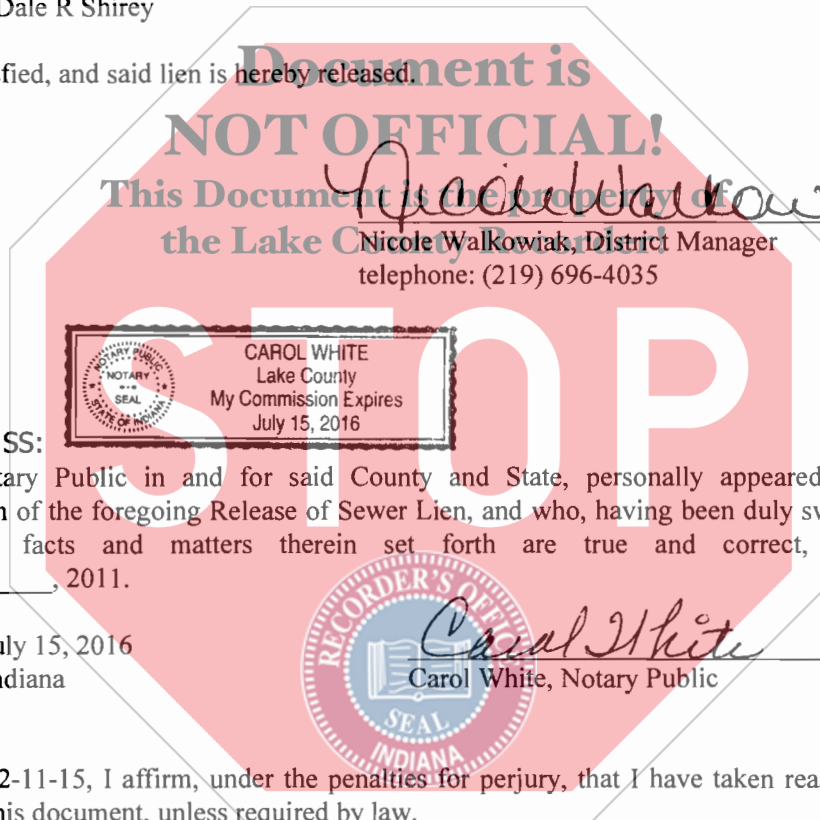 Dale R Shirey
fied, and said lien is hereby released.
Document is
NOT OFFICIAL!
This Document is the property of
the Lake County Recorder!
Nicole Walkow
Nicole Walkowiak, District Manager
telephone: (219) 696-4035
STOP
NOTARY PUBLIC
NOTARY
SEAL
STATE OF INDIANA
CAROL WHITE
Lake County
My Commission Expires
July 15, 2016
SS:
tary Public in and for said County and State, personally appeared
n of the foregoing Release of Sewer Lien, and who, having been duly sv
facts and matters therein set forth are true and correct,
, 2011.
RECORDER'S OFFICE
SEAL
INDIANA
uly 15, 2016
ndiana
Carol White
Carol White, Notary Public
2-11-15, I affirm, under the penalties for perjury, that I have taken rea
his document, unless required by law.